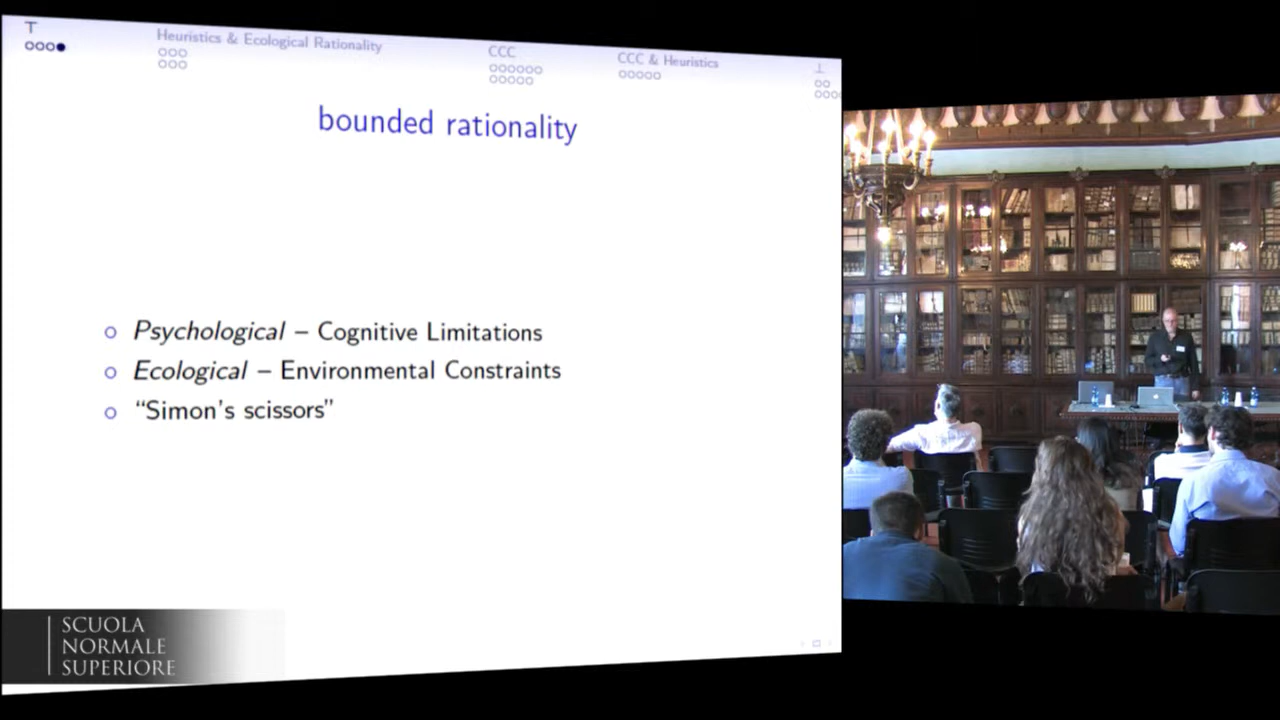 T
Heuristics & Ecological Rationality
CCC
CCC & Heuristics
⊥
bounded rationality
Psychological – Cognitive Limitations
Ecological – Environmental Constraints
“Simon's scissors”
SCUOLA
NORMALE
SUPERIORE